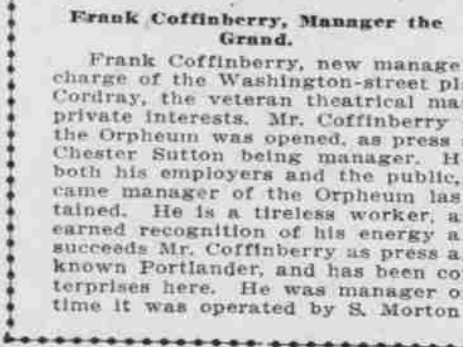 Frank Coffinberry, Manager the
Grand.
Frank Coffinberry, new manage
charge of the Washington-street pl
Cordray, the veteran theatrical ma
private interests. Mr. Coffinberry
the Orpheum was opened, as press
Chester Sutton being manager. H
both his employers and the public,
came manager of the Orpheum las
tained. He is a tireless worker, a
earned recognition of his energy a
succeeds Mr. Coffinberry as press a
known Portlander, and has been co
terprises here. He was manager o
time it was operated by S. Morton